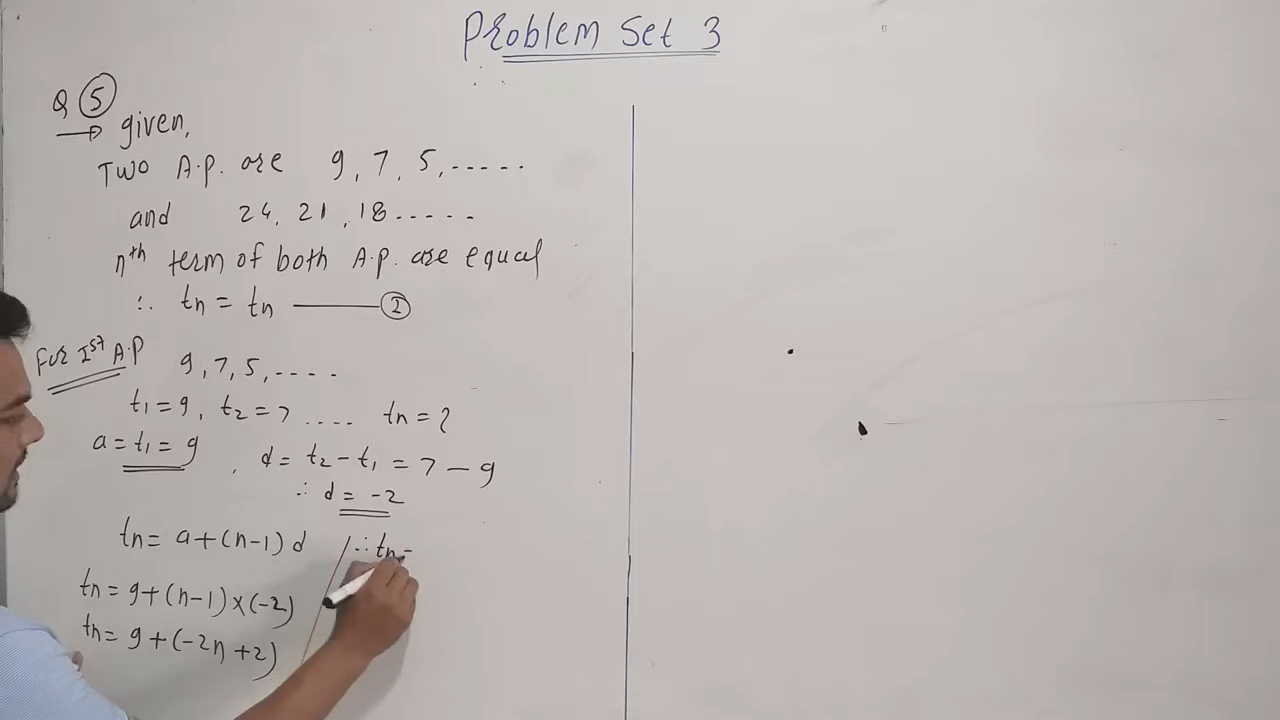 Problem Set 3
Q 5
→ given,
Two A.P. are 9, 7, 5, .....
and 24, 21, 18 .....
nth term of both A.P. are equal
∴ tn = tn ——— I
For Ist A.P 9, 7, 5, ....
t1 = 9, t2 = 7 .... tn = ?
a = t1 = 9, d = t2 - t1 = 7 - 9
∴ d = -2
tn = a+(n-1) d
tn = 9+(n-1)×(-2)
tn = 9+(-2n+2)
∴ tn =